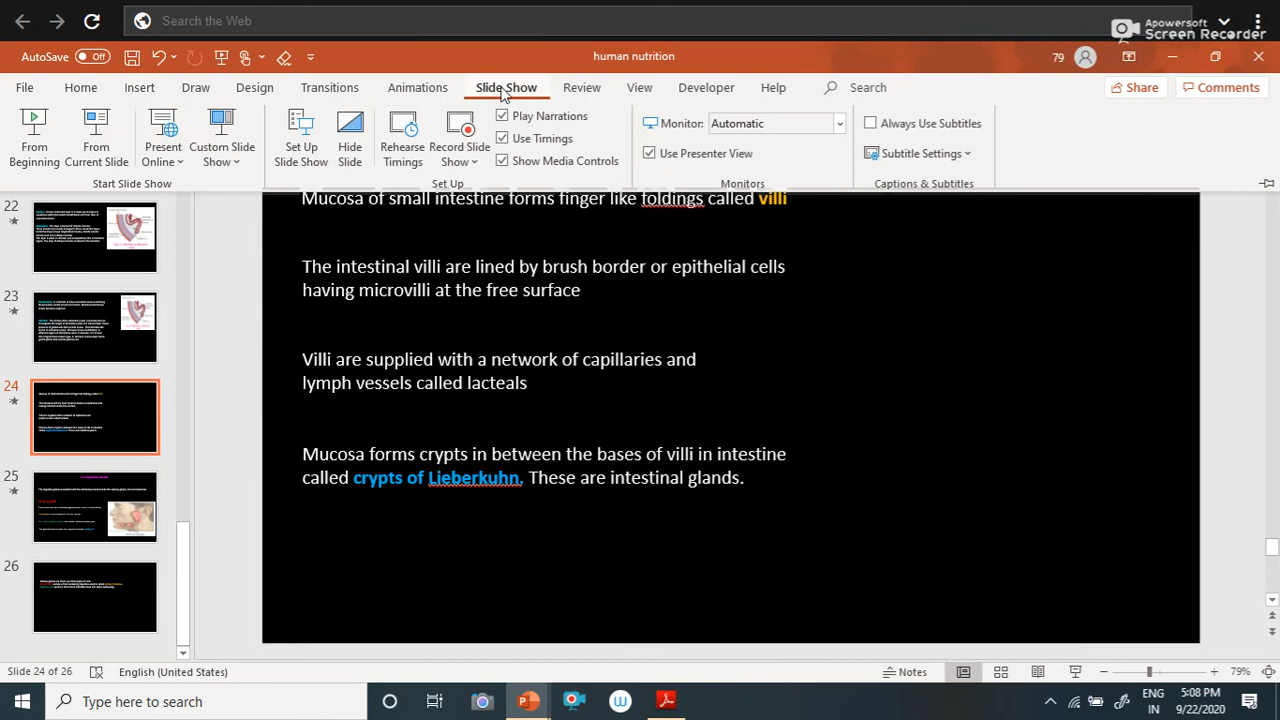 Search the Web
Apowersoft
Screen Recorder
AutoSave Off
human nutrition
79
File Home Insert Draw Design Transitions Animations Slide Show Review View Developer Help Search
Share Comments
From Beginning
From Current Slide
Present Online
Custom Slide Show
Set Up Slide Show
Hide Slide
Rehearse Timings
Record Slide Show
Play Narrations
Use Timings
Show Media Controls
Monitor: Automatic
Use Presenter View
Always Use Subtitles
Subtitle Settings
Start Slide Show
Set Up
Monitors
Captions & Subtitles
22
23
24
25
26
Mucosa of small intestine forms finger like foldings called villi
The intestinal villi are lined by brush border or epithelial cells
having microvilli at the free surface
Villi are supplied with a network of capillaries and
lymph vessels called lacteals
Mucosa forms crypts in between the bases of villi in intestine
called crypts of Lieberkuhn. These are intestinal glands.
Slide 24 of 26
English (United States)
Notes
79%
Type here to search
ENG
IN
5:08 PM
9/22/2020